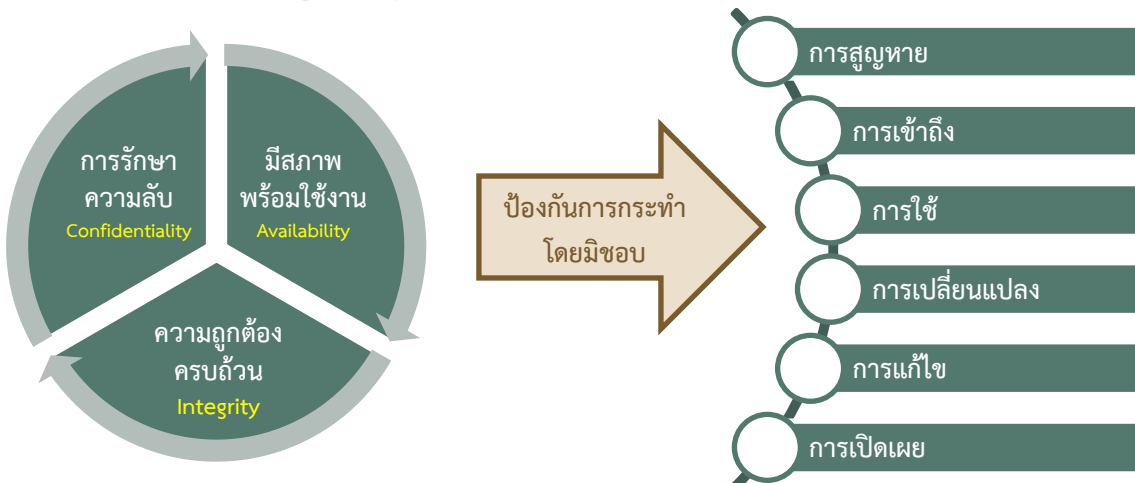 การรักษา
ความลับ
Confidentiality
มีสภาพ
พร้อมใช้งาน
Availability
ความถูกต้อง
ครบถ้วน
Integrity
ป้องกันการกระทำ
โดยมิชอบ
การสูญหาย
การเข้าถึง
การใช้
การเปลี่ยนแปลง
การแก้ไข
การเปิดเผย